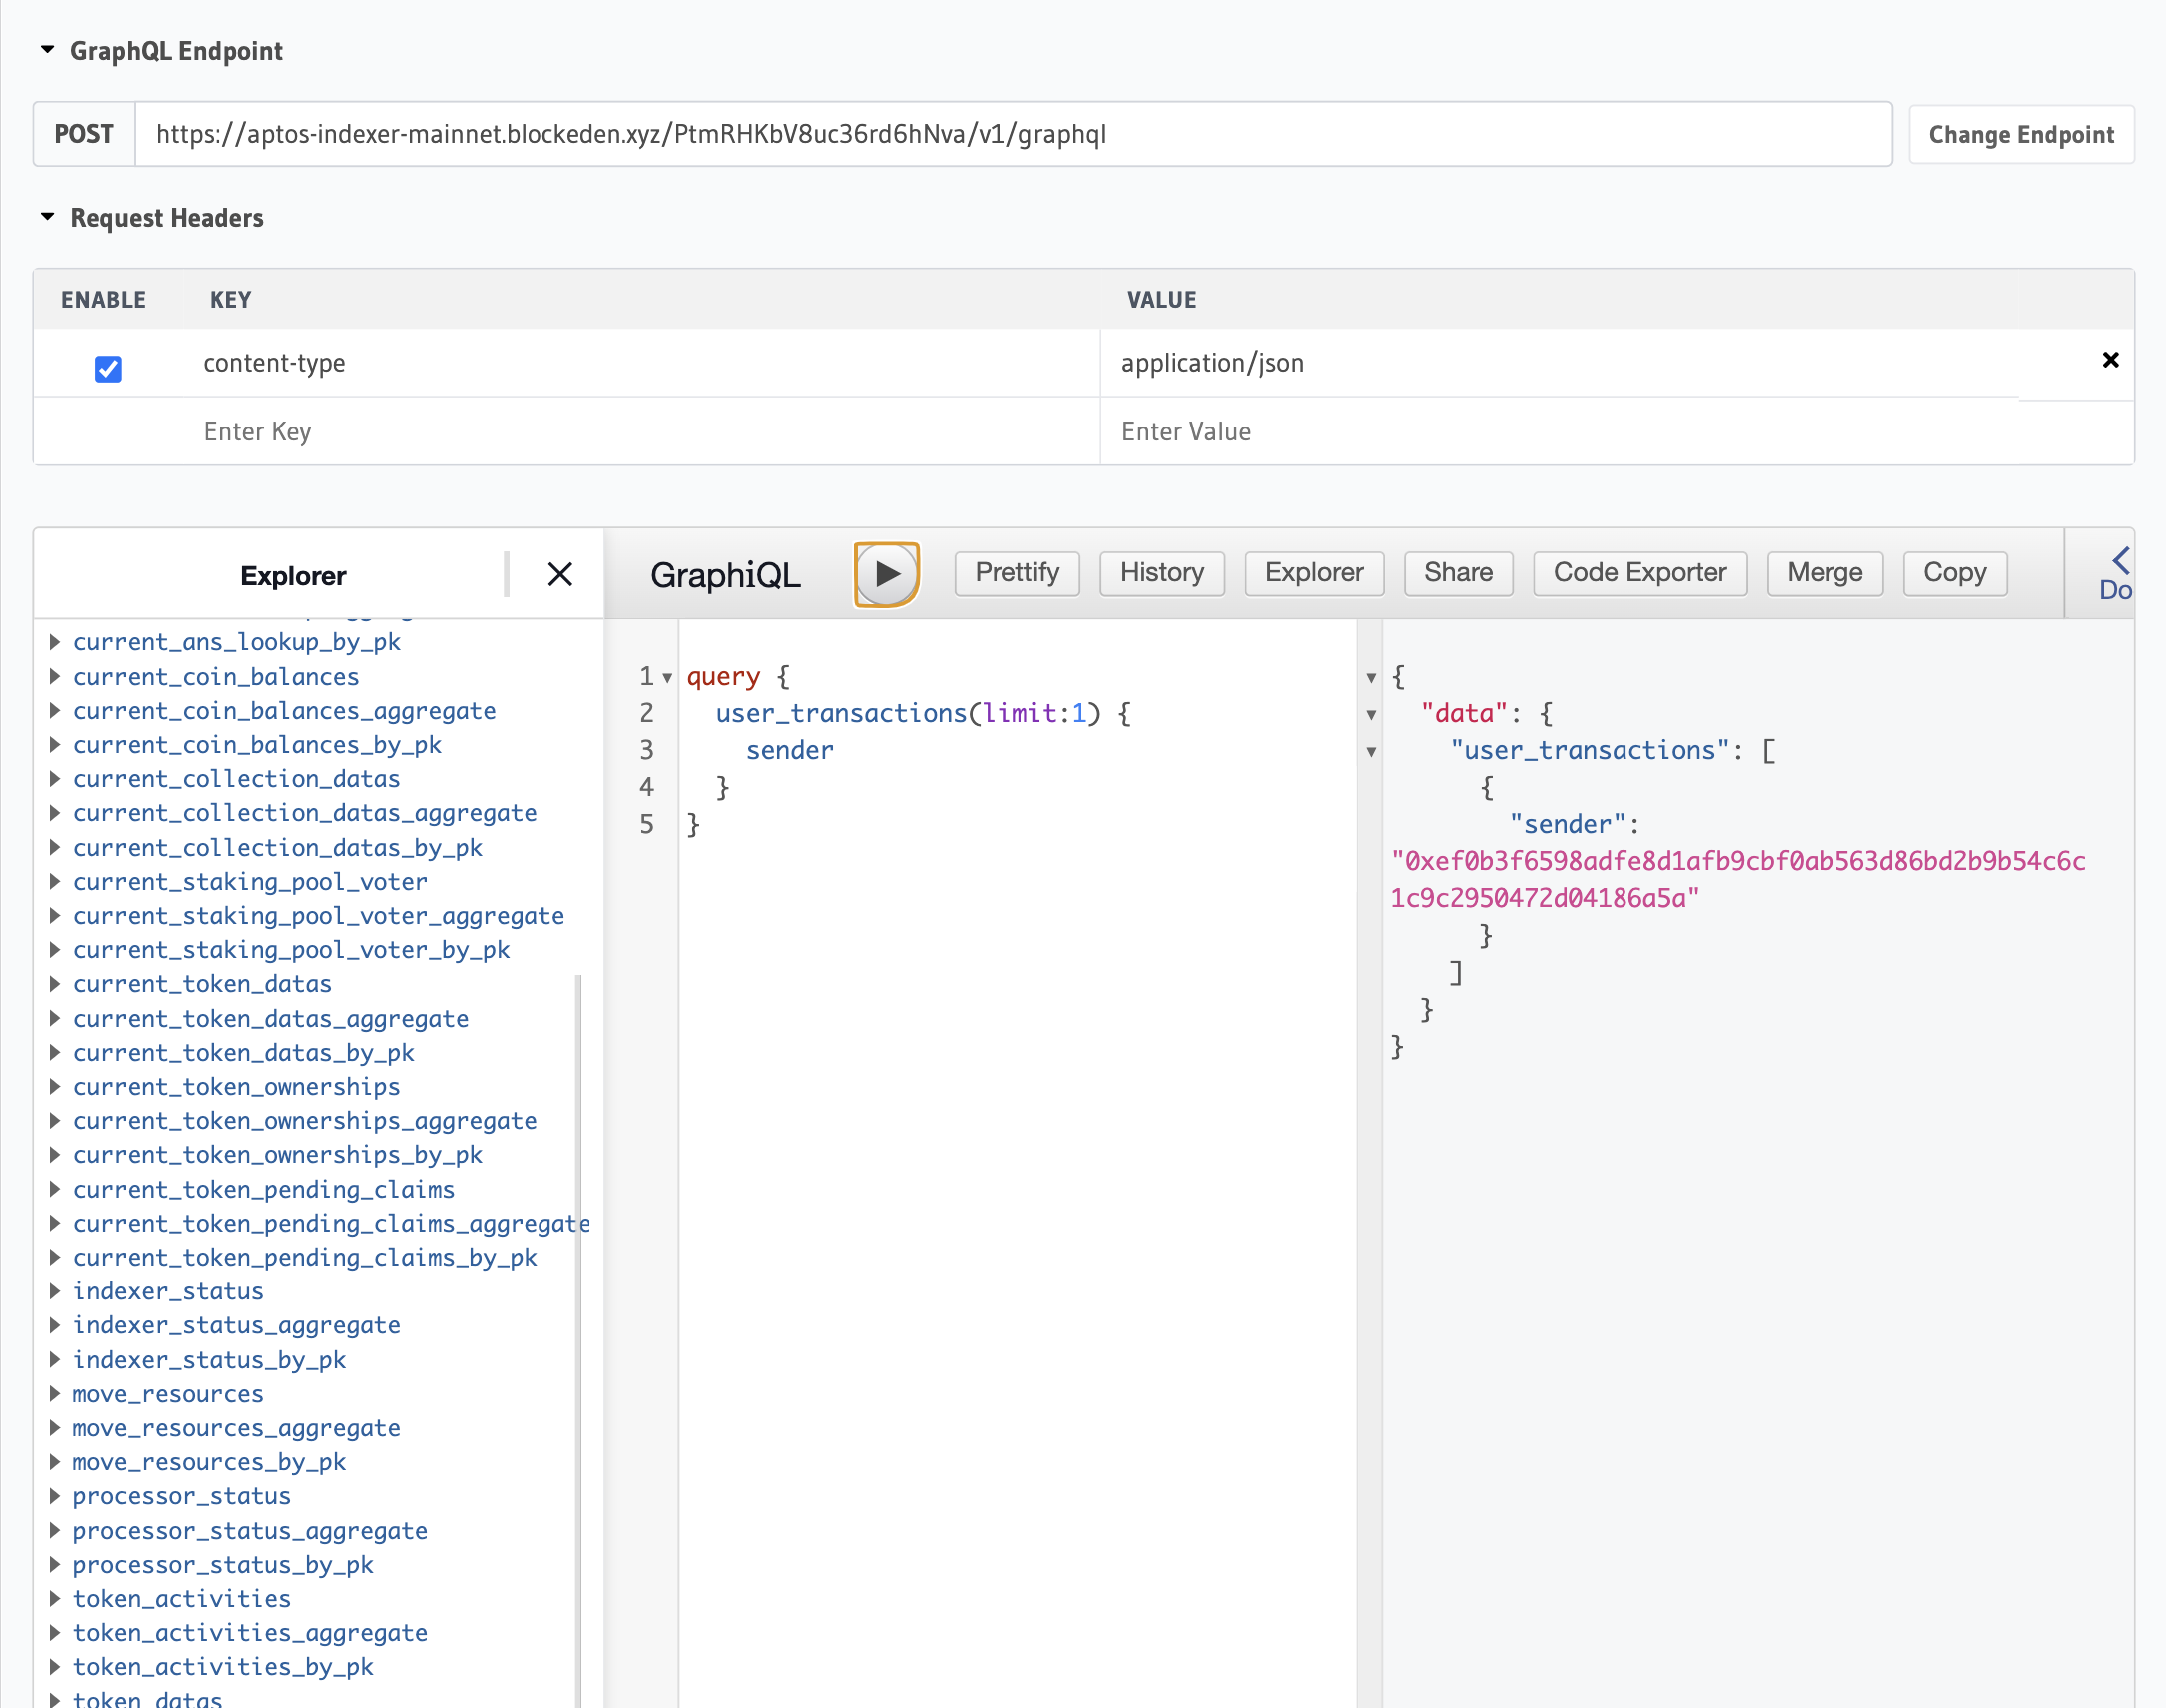 GraphQL Endpoint
POST https://aptos-indexer-mainnet.blockeden.xyz/PtmRHKbV8uc36rd6hNva/v1/graphql Change Endpoint
Request Headers
ENABLE KEY VALUE
content-type application/json
Enter Key Enter Value
Explorer
GraphiQL Prettify History Explorer Share Code Exporter Merge Copy
Do
current_ans_lookup_by_pk
current_coin_balances
current_coin_balances_aggregate
current_coin_balances_by_pk
current_collection_datas
current_collection_datas_aggregate
current_collection_datas_by_pk
current_staking_pool_voter
current_staking_pool_voter_aggregate
current_staking_pool_voter_by_pk
current_token_datas
current_token_datas_aggregate
current_token_datas_by_pk
current_token_ownerships
current_token_ownerships_aggregate
current_token_ownerships_by_pk
current_token_pending_claims
current_token_pending_claims_aggregate
current_token_pending_claims_by_pk
indexer_status
indexer_status_aggregate
indexer_status_by_pk
move_resources
move_resources_aggregate
move_resources_by_pk
processor_status
processor_status_aggregate
processor_status_by_pk
token_activities
token_activities_aggregate
token_activities_by_pk
token_datas
1 query {
2 user_transactions(limit:1) {
3 sender
4 }
5 }
{
"data": {
"user_transactions": [
{
"sender":
"0xef0b3f6598adfe8d1afb9cbf0ab563d86bd2b9b54c6c
1c9c2950472d04186a5a"
}
]
}
}